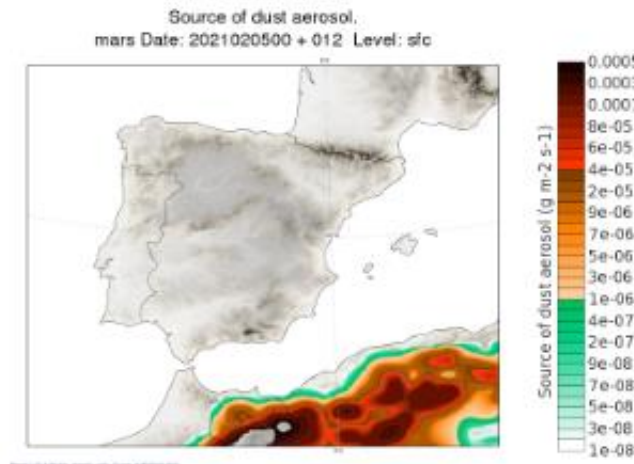 Source of dust aerosol.
mars Date: 2021020500 + 012 Level: sfc
Source of dust aerosol (g m-2 s-1)
0.0005
0.0003
0.0007
8e-05
6e-05
4e-05
2e-05
9e-06
7e-06
5e-06
3e-06
1e-06
4e-07
2e-07
9e-08
7e-08
5e-08
3e-08
1e-08